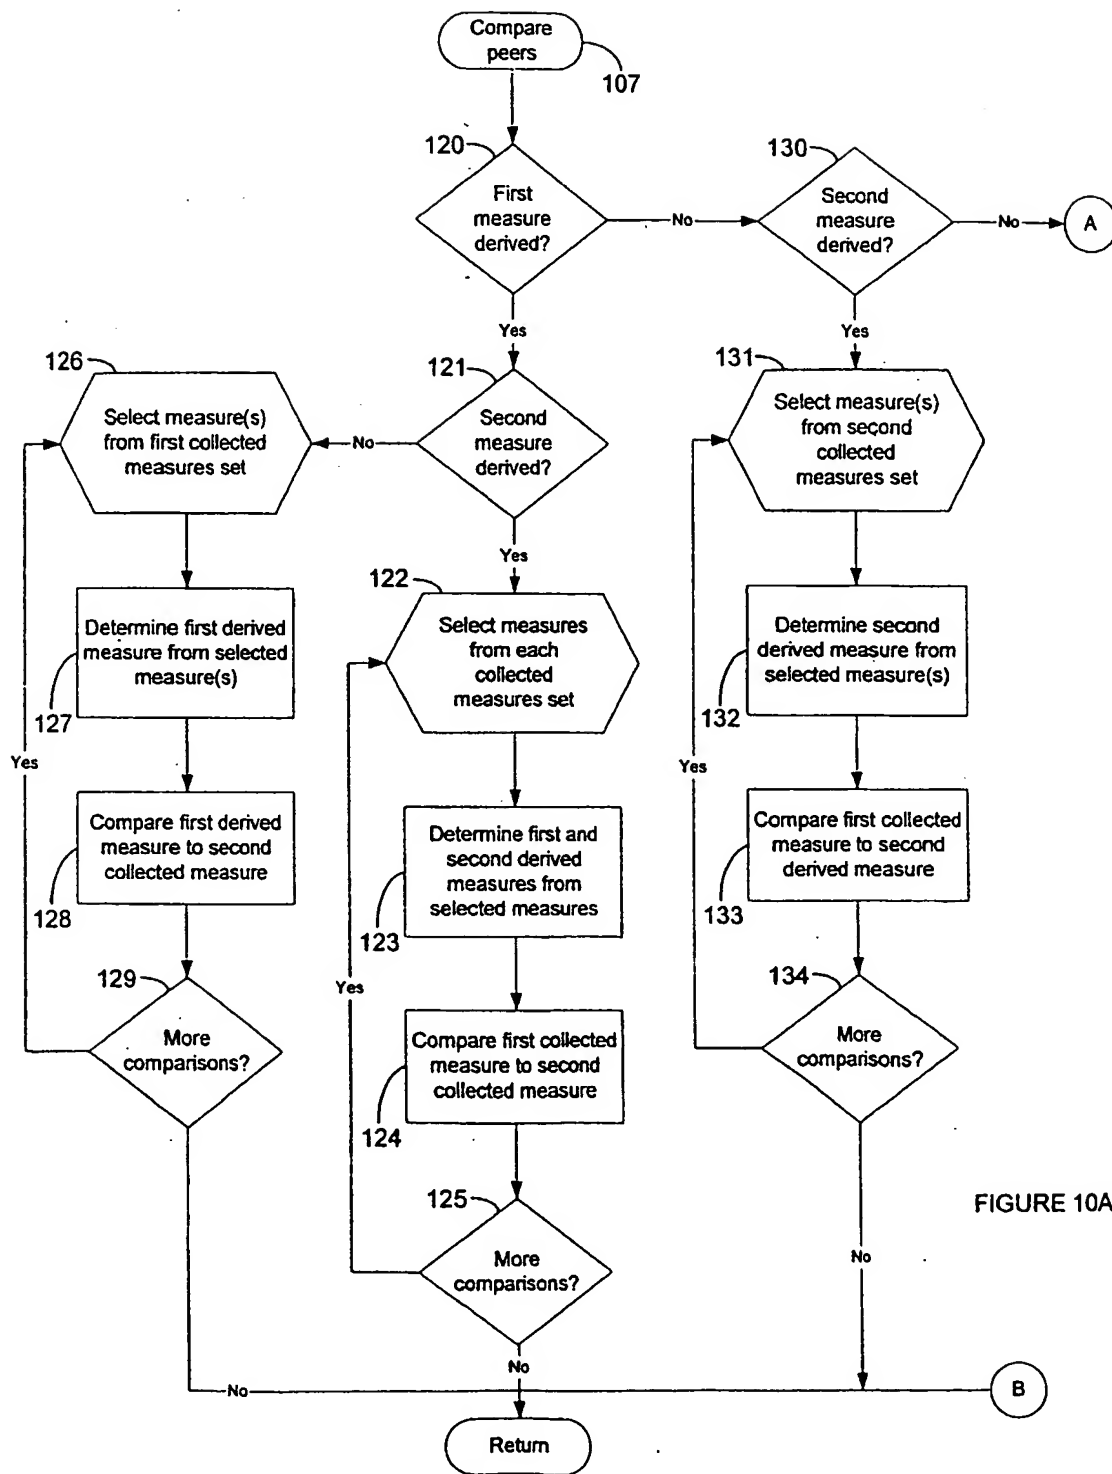 Compare
peers
107
120
First
measure
derived?
No
130
Second
measure
derived?
No
A
Yes
Yes
126
Select measure(s)
from first collected
measures set
No
121
Second
measure
derived?
131
Select measure(s)
from second
collected
measures set
Yes
122
Select measures
from each
collected
measures set
Determine first derived
measure from selected
measure(s)
127
Determine second
derived measure from
selected measure(s)
132
Yes
Yes
Compare first derived
measure to second
collected measure
128
Determine first and
second derived
measures from
selected measures
123
Compare first collected
measure to second
derived measure
133
129
More
comparisons?
Yes
134
More
comparisons?
Compare first collected
measure to second
collected measure
124
125
More
comparisons?
FIGURE 10A
No
No
No
B
Return